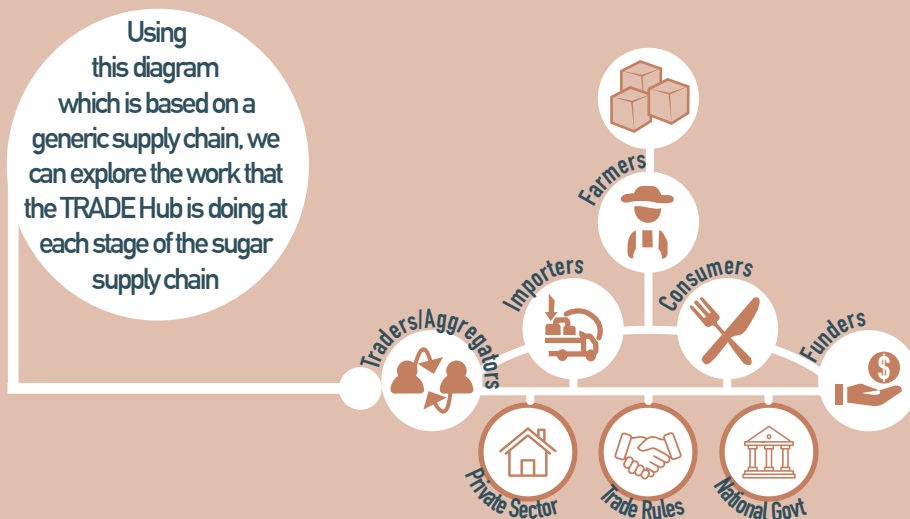 Using
this diagram
which is based on a
generic supply chain, we
can explore the work that
the TRADE Hub is doing at
each stage of the sugar
supply chain
Farmers
Importers
Consumers
Traders/Aggregators
Funders
$
Private Sector
Trade Rules
National Govt